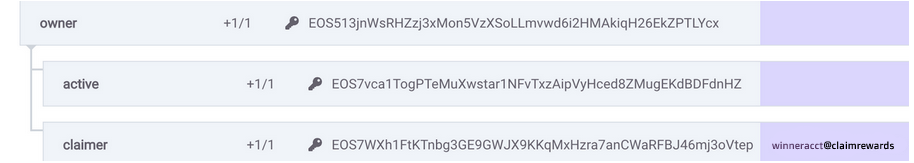 owner +1/1 EOS513jnWsRHZzj3xMon5VzXSoLLmvwd6i2HMAkiqH26EkZPTLYcx
active +1/1 EOS7vca1TogPTeMuXwstar1NFvTxzAipVyHced8ZMugEKdBDFdnHZ
claimer +1/1 EOS7WXh1FtKTnbg3GE9GWJX9KKqMxHzra7anCWaRFBJ46mj3oVtep winneracct@claimrewards